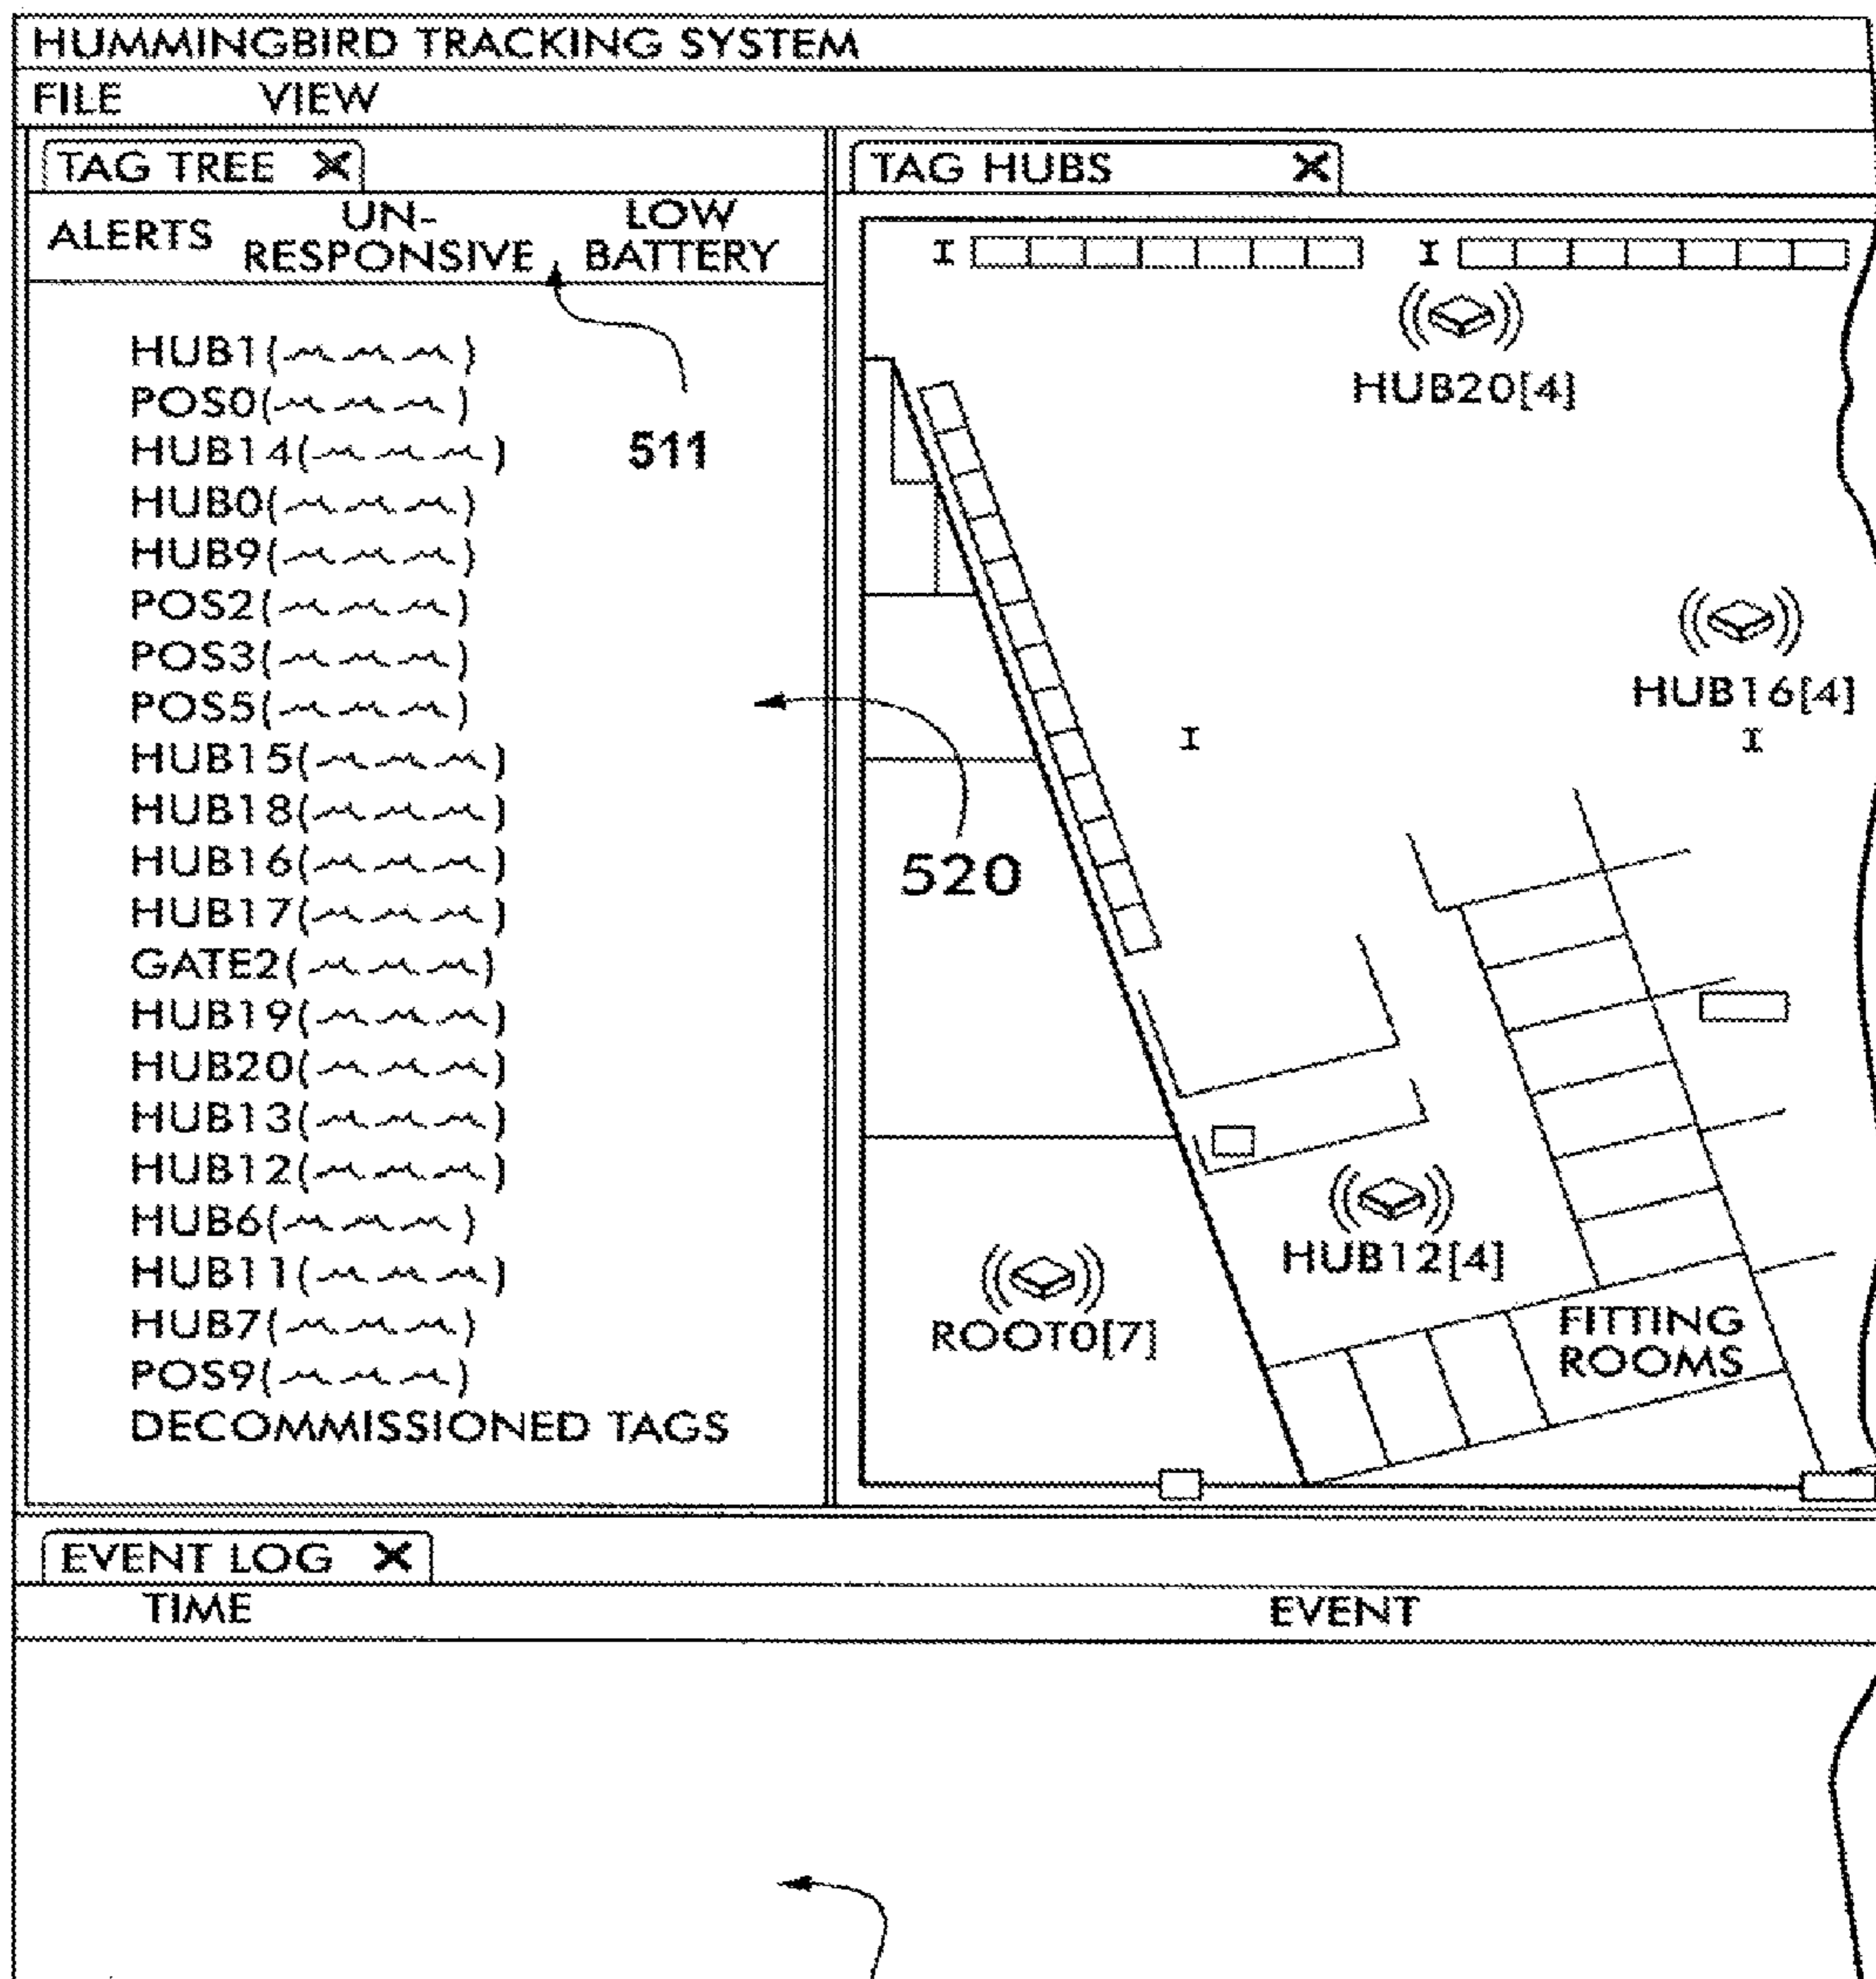 HUMMINGBIRD TRACKING SYSTEM
FILE VIEW
TAG TREE X
ALERTS UN-RESPONSIVE LOW BATTERY
HUB1( )
POS0( )
HUB14( )
511
HUB0( )
HUB9( )
POS2( )
POS3( )
POS5( )
HUB15( )
HUB18( )
HUB16( )
HUB17( )
GATE2( )
HUB19( )
HUB20( )
HUB13( )
HUB12( )
HUB6( )
HUB11( )
HUB7( )
POS9( )
DECOMMISSIONED TAGS
520
TAG HUBS X
I I
HUB20[4]
HUB16[4]
I I
HUB12[4]
ROOT0[7]
FITTING
ROOMS
EVENT LOG X
TIME EVENT